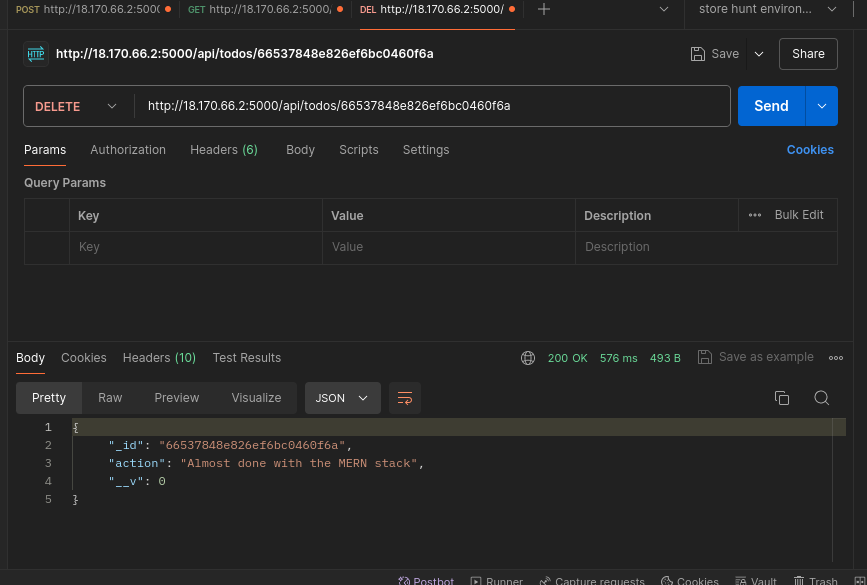 POST http://18.170.66.2:5000 GET http://18.170.66.2:5000/ DEL http://18.170.66.2:5000/ store hunt environ...
HTTP http://18.170.66.2:5000/api/todos/66537848e826ef6bc0460f6a Save Share
DELETE http://18.170.66.2:5000/api/todos/66537848e826ef6bc0460f6a Send
Params Authorization Headers (6) Body Scripts Settings Cookies
Query Params
Key Value Description Bulk Edit
Key Value Description
Body Cookies Headers (10) Test Results 200 OK 576 ms 493 B Save as example
Pretty Raw Preview Visualize JSON
1 {
2 "_id": "66537848e826ef6bc0460f6a",
3 "action": "Almost done with the MERN stack",
4 "__v": 0
5 }
Postbot Runner Capture requests Cookies Vault Trash